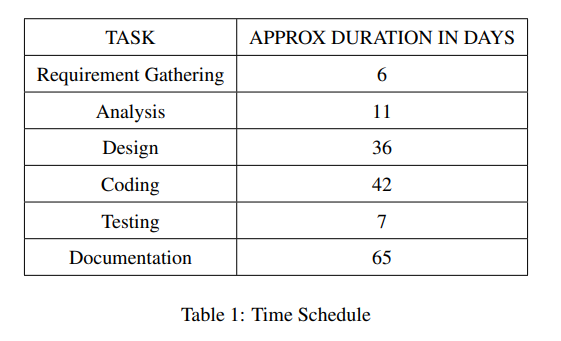 TASK APPROX DURATION IN DAYS
Requirement Gathering 6
Analysis 11
Design 36
Coding 42
Testing 7
Documentation 65
Table 1: Time Schedule